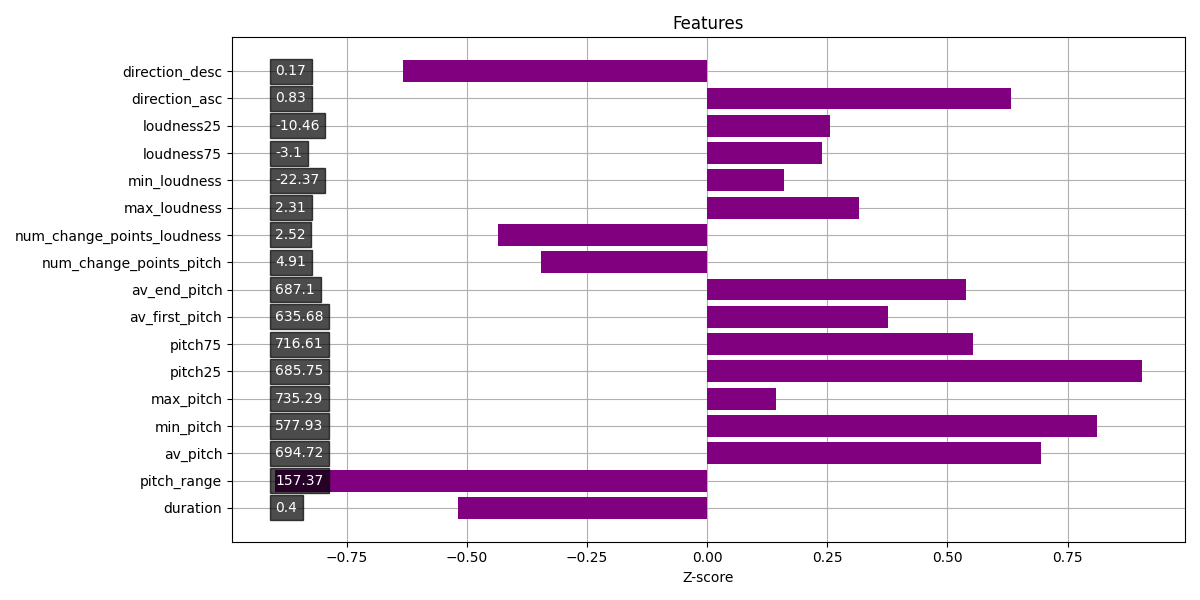 Features
direction_desc 0.17
direction_asc 0.83
loudness25 -10.46
loudness75 -3.1
min_loudness -22.37
max_loudness 2.31
num_change_points_loudness 2.52
num_change_points_pitch 4.91
av_end_pitch 687.1
av_first_pitch 635.68
pitch75 716.61
pitch25 685.75
max_pitch 735.29
min_pitch 577.93
av_pitch 694.72
pitch_range 157.37
duration 0.4
−0.75 −0.50 −0.25 0.00 0.25 0.50 0.75
Z-score